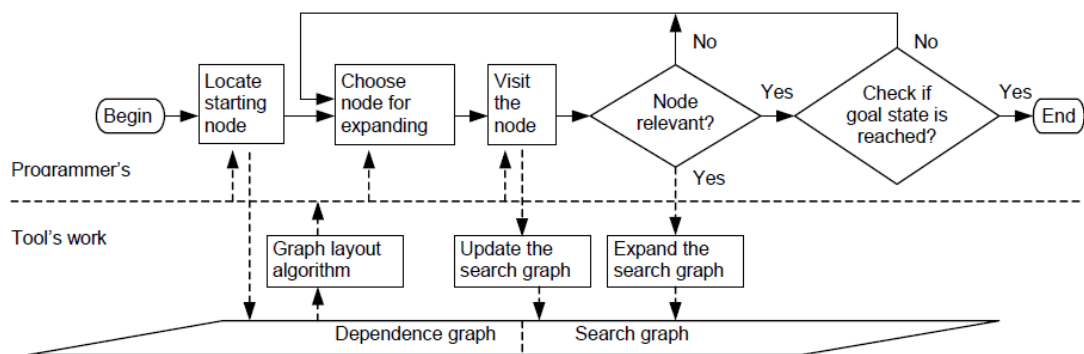 No
No
Locate
starting
node
Choose
node for
expanding
Visit
the
node
Begin
Node
relevant?
Yes
Check if
goal state is
reached?
Yes
End
Programmer's
Yes
Tool's work
Graph layout
algorithm
Update the
search graph
Expand the
search graph
Dependence graph
Search graph